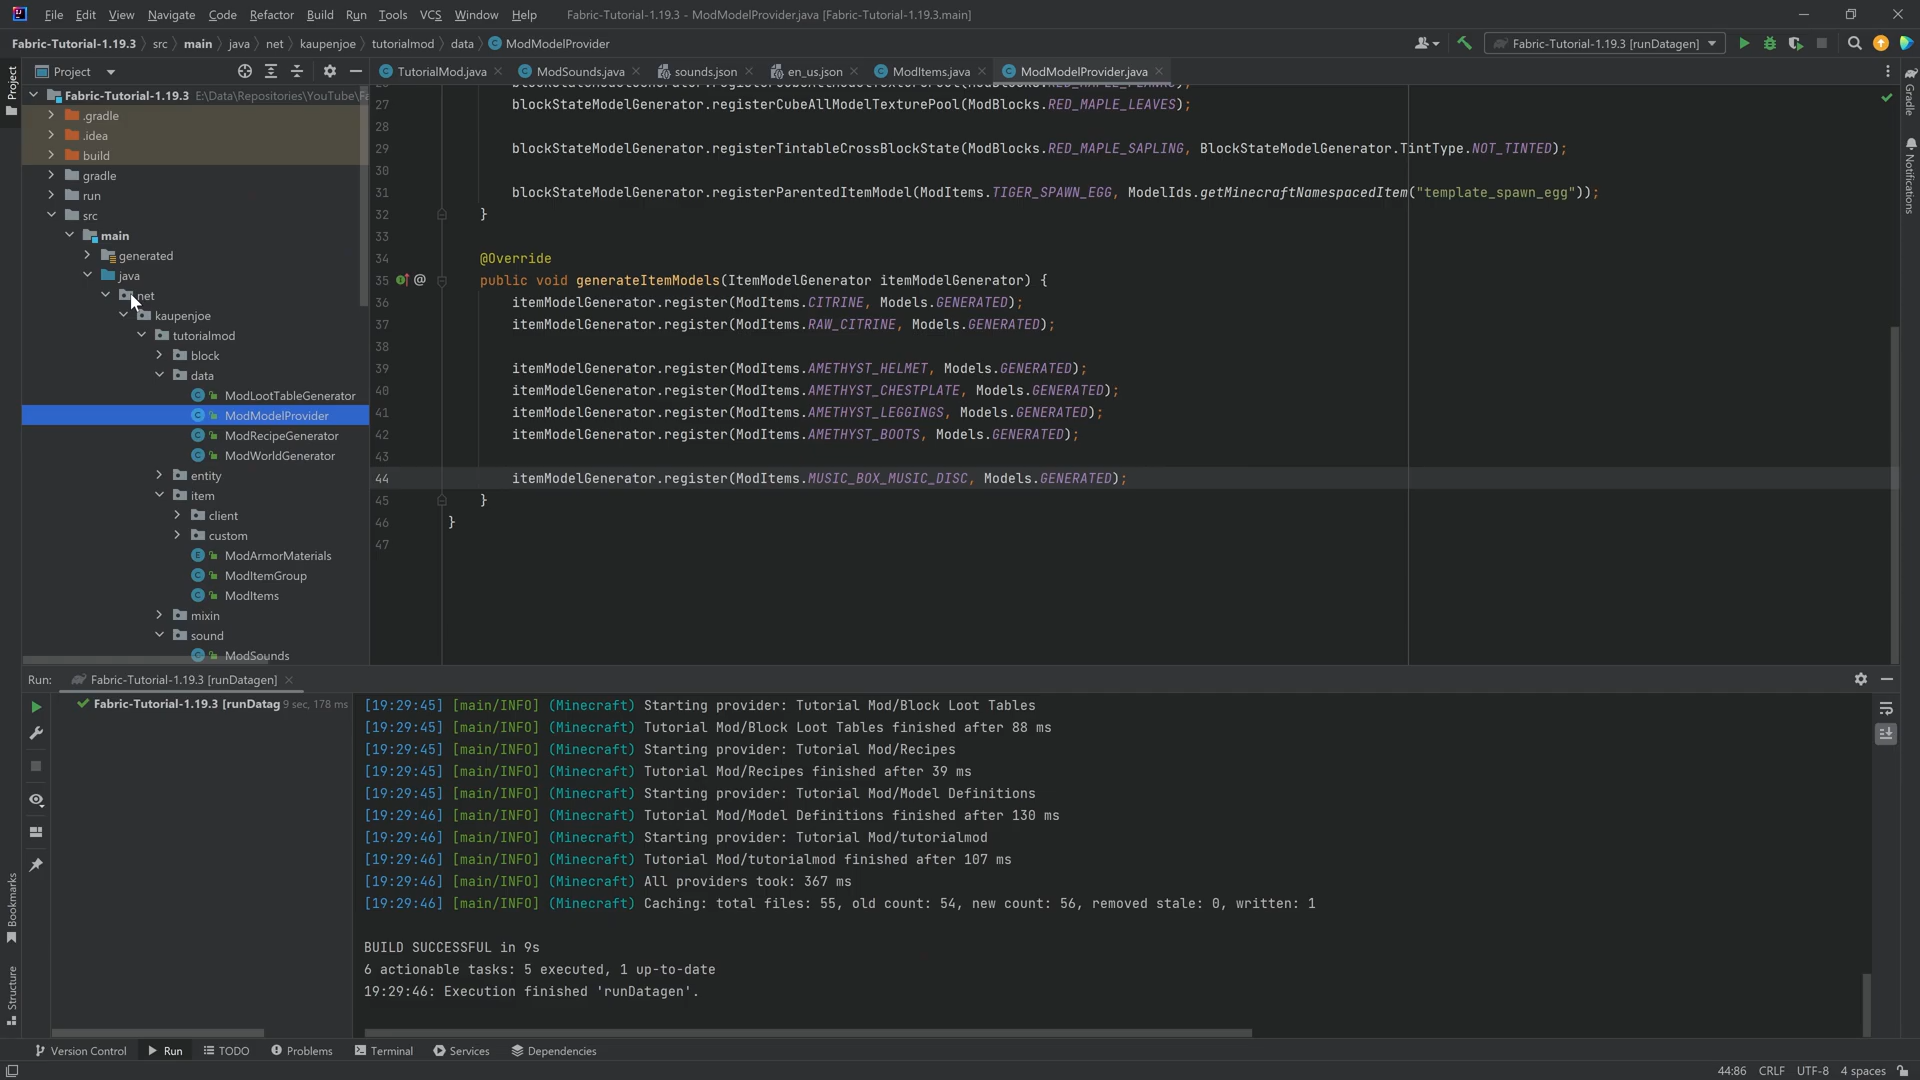 File Edit View Navigate Code Refactor Build Run Tools VCS Window Help Fabric-Tutorial-1.19.3 - ModModelProvider.java [Fabric-Tutorial-1.19.3.main]
Fabric-Tutorial-1.19.3 src main java net kaupenjoe tutorialmod data ModModelProvider Fabric-Tutorial-1.19.3 [runDatagen]
Project
TutorialMod.java ModSounds.java sounds.json en_us.json ModItems.java ModModelProvider.java
Project
Gradle
Notifications
Fabric-Tutorial-1.19.3 E:\Data\Repositories\YouTube\Fa
.gradle
.idea
build
gradle
run
src
main
generated
java
net
kaupenjoe
tutorialmod
block
data
ModLootTableGenerator
ModModelProvider
ModRecipeGenerator
ModWorldGenerator
entity
item
client
custom
ModArmorMaterials
ModItemGroup
ModItems
mixin
sound
ModSounds
27 blockStateModelGenerator.registerCubeAllModelTexturePool(ModBlocks.RED_MAPLE_LEAVES);
28
29 blockStateModelGenerator.registerTintableCrossBlockState(ModBlocks.RED_MAPLE_SAPLING, BlockStateModelGenerator.TintType.NOT_TINTED);
30
31 blockStateModelGenerator.registerParentedItemModel(ModItems.TIGER_SPAWN_EGG, ModelIds.getMinecraftNamespacedItem("template_spawn_egg"));
32 }
33
34 @Override
35 @ public void generateItemModels(ItemModelGenerator itemModelGenerator) {
36 itemModelGenerator.register(ModItems.CITRINE, Models.GENERATED);
37 itemModelGenerator.register(ModItems.RAW_CITRINE, Models.GENERATED);
38
39 itemModelGenerator.register(ModItems.AMETHYST_HELMET, Models.GENERATED);
40 itemModelGenerator.register(ModItems.AMETHYST_CHESTPLATE, Models.GENERATED);
41 itemModelGenerator.register(ModItems.AMETHYST_LEGGINGS, Models.GENERATED);
42 itemModelGenerator.register(ModItems.AMETHYST_BOOTS, Models.GENERATED);
43
44 itemModelGenerator.register(ModItems.MUSIC_BOX_MUSIC_DISC, Models.GENERATED);
45 }
46 }
47
Run: Fabric-Tutorial-1.19.3 [runDatagen]
Fabric-Tutorial-1.19.3 [runDatag 9 sec, 178 ms
[19:29:45] [main/INFO] (Minecraft) Starting provider: Tutorial Mod/Block Loot Tables
[19:29:45] [main/INFO] (Minecraft) Tutorial Mod/Block Loot Tables finished after 88 ms
[19:29:45] [main/INFO] (Minecraft) Starting provider: Tutorial Mod/Recipes
[19:29:45] [main/INFO] (Minecraft) Tutorial Mod/Recipes finished after 39 ms
[19:29:45] [main/INFO] (Minecraft) Starting provider: Tutorial Mod/Model Definitions
[19:29:46] [main/INFO] (Minecraft) Tutorial Mod/Model Definitions finished after 130 ms
[19:29:46] [main/INFO] (Minecraft) Starting provider: Tutorial Mod/tutorialmod
[19:29:46] [main/INFO] (Minecraft) Tutorial Mod/tutorialmod finished after 107 ms
[19:29:46] [main/INFO] (Minecraft) All providers took: 367 ms
[19:29:46] [main/INFO] (Minecraft) Caching: total files: 55, old count: 54, new count: 56, removed stale: 0, written: 1
BUILD SUCCESSFUL in 9s
6 actionable tasks: 5 executed, 1 up-to-date
19:29:46: Execution finished 'runDatagen'.
Bookmarks
Structure
Version Control Run TODO Problems Terminal Services Dependencies
44:86 CRLF UTF-8 4 spaces